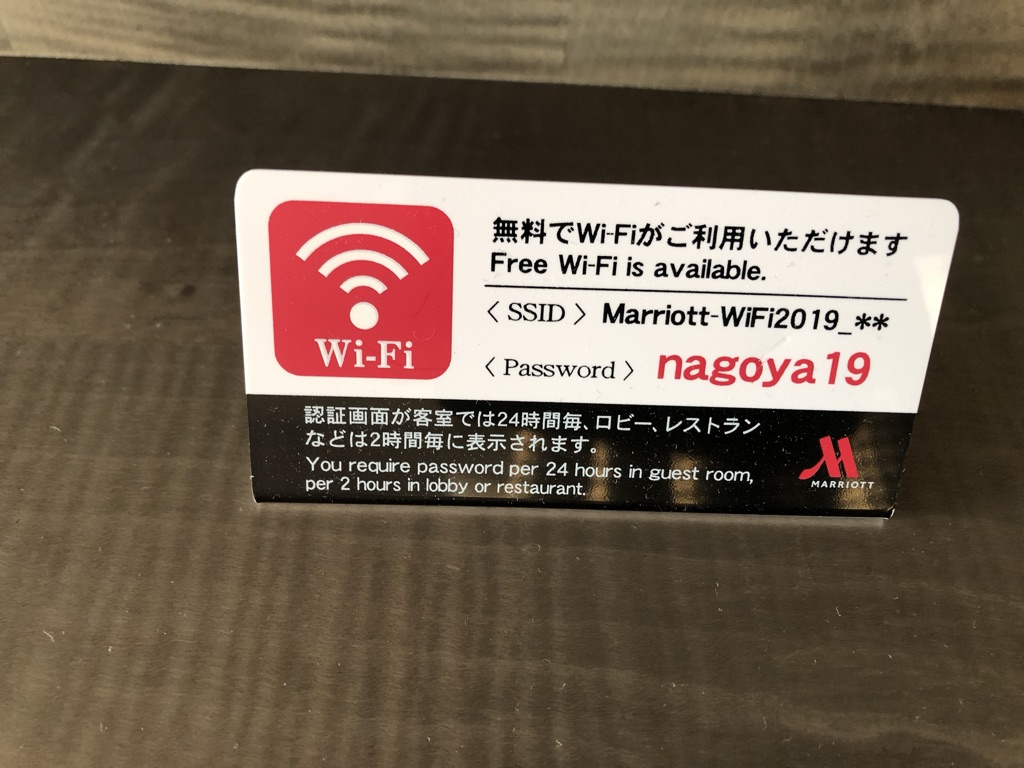 Wi-Fi
無料でWi-Fiがご利用いただけます
Free Wi-Fi is available.
〈 SSID 〉 Marriott-WiFi2019_**
〈 Password 〉 nagoya19
認証画面が客室では24時間毎、ロビー、レストラン
などは2時間毎に表示されます。
You require password per 24 hours in guest room,
per 2 hours in lobby or restaurant.
MARRIOTT